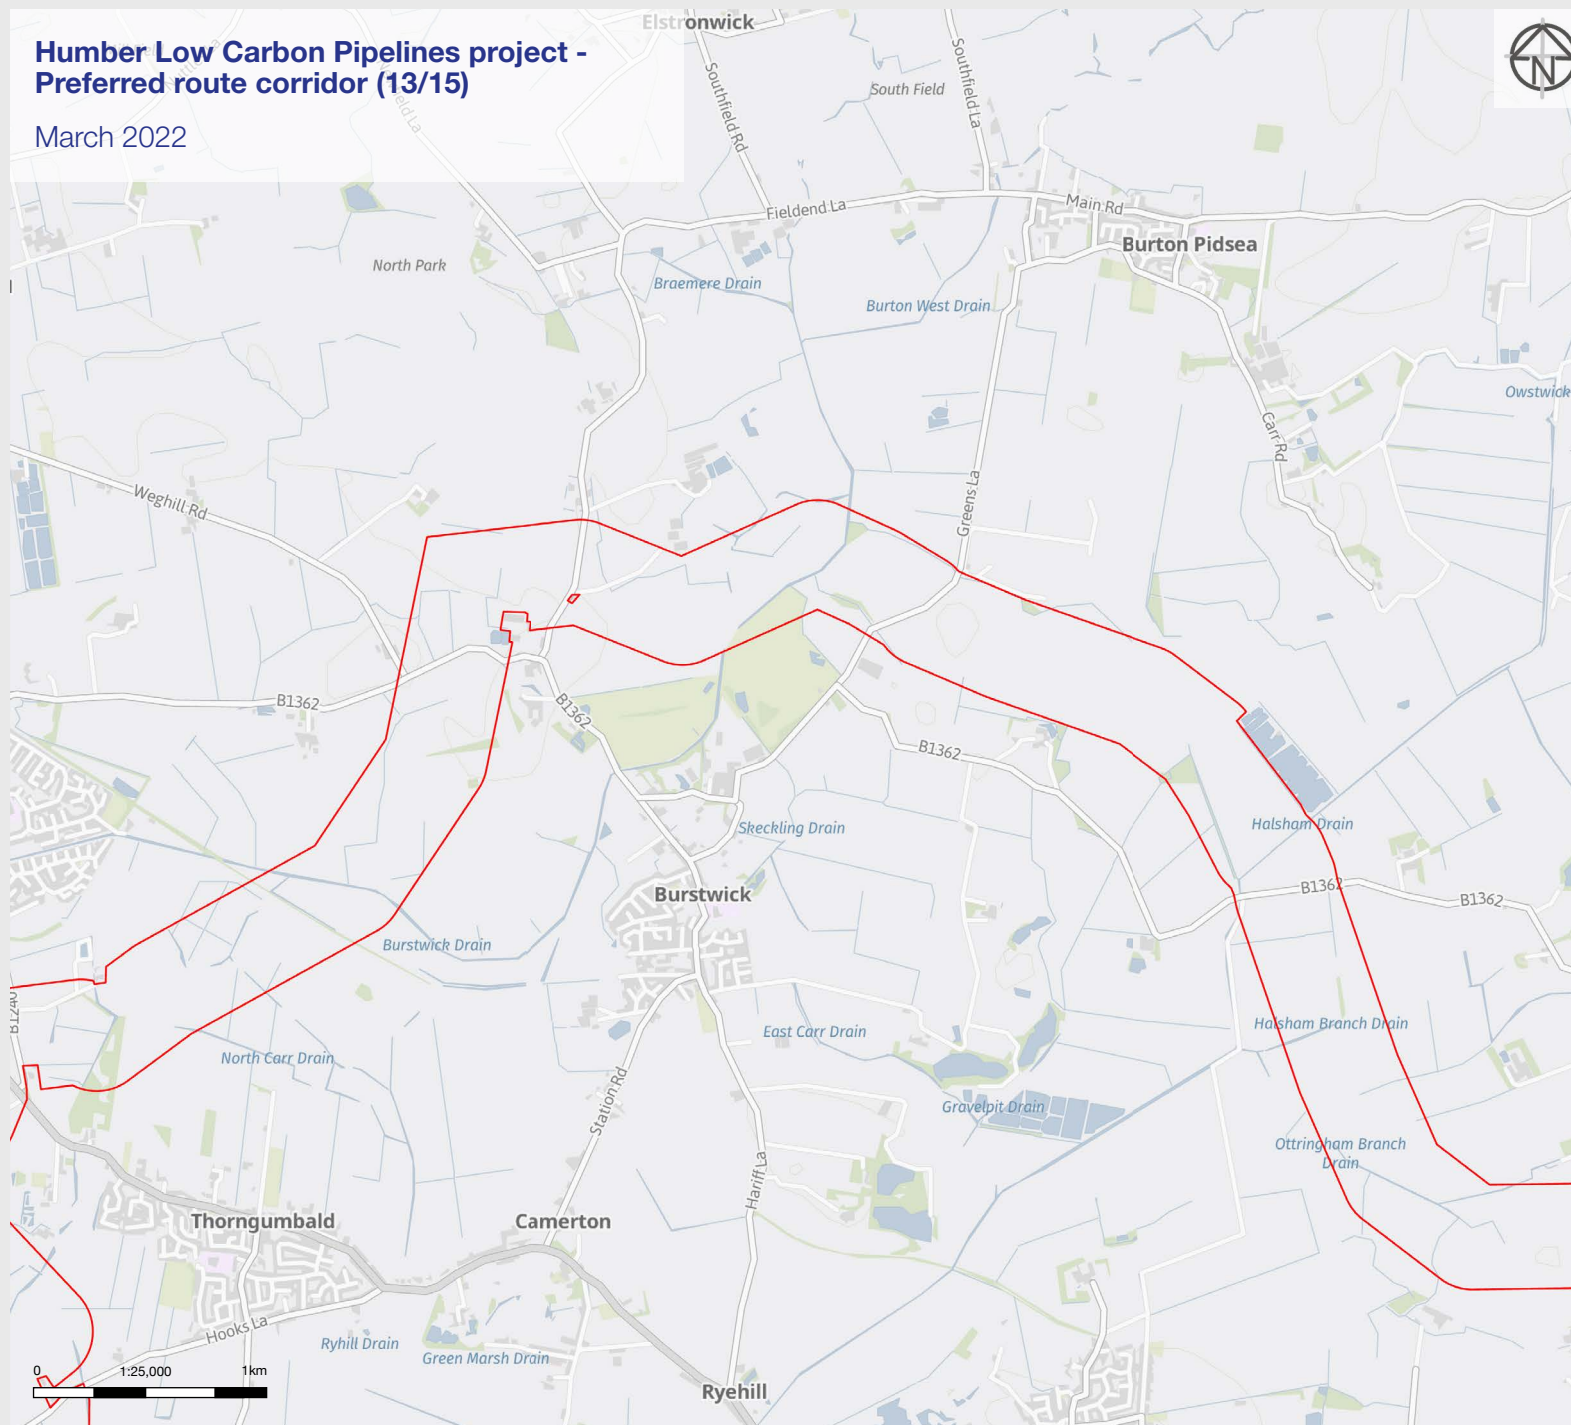 Humber Low Carbon Pipelines project -
Preferred route corridor (13/15)
March 2022
Elstronwick
N
Southfield Rd
Southfield La
South Field
Fieldend La
Main Rd
Burton Pidsea
North Park
Braemere Drain
Burton West Drain
Owstwick
Carr Rd
Greens La
Weghill Rd
B1362
B1362
B1362
Skeckling Drain
Halsham Drain
B1362
B1362
Burstwick
Burstwick Drain
B1240
North Carr Drain
East Carr Drain
Halsham Branch Drain
Station Rd
Gravelpit Drain
Ottringham Branch
Drain
Hariff La
Thorngumbald
Camerton
Hooks La
Ryhill Drain
Green Marsh Drain
Ryehill
0 1:25,000 1km